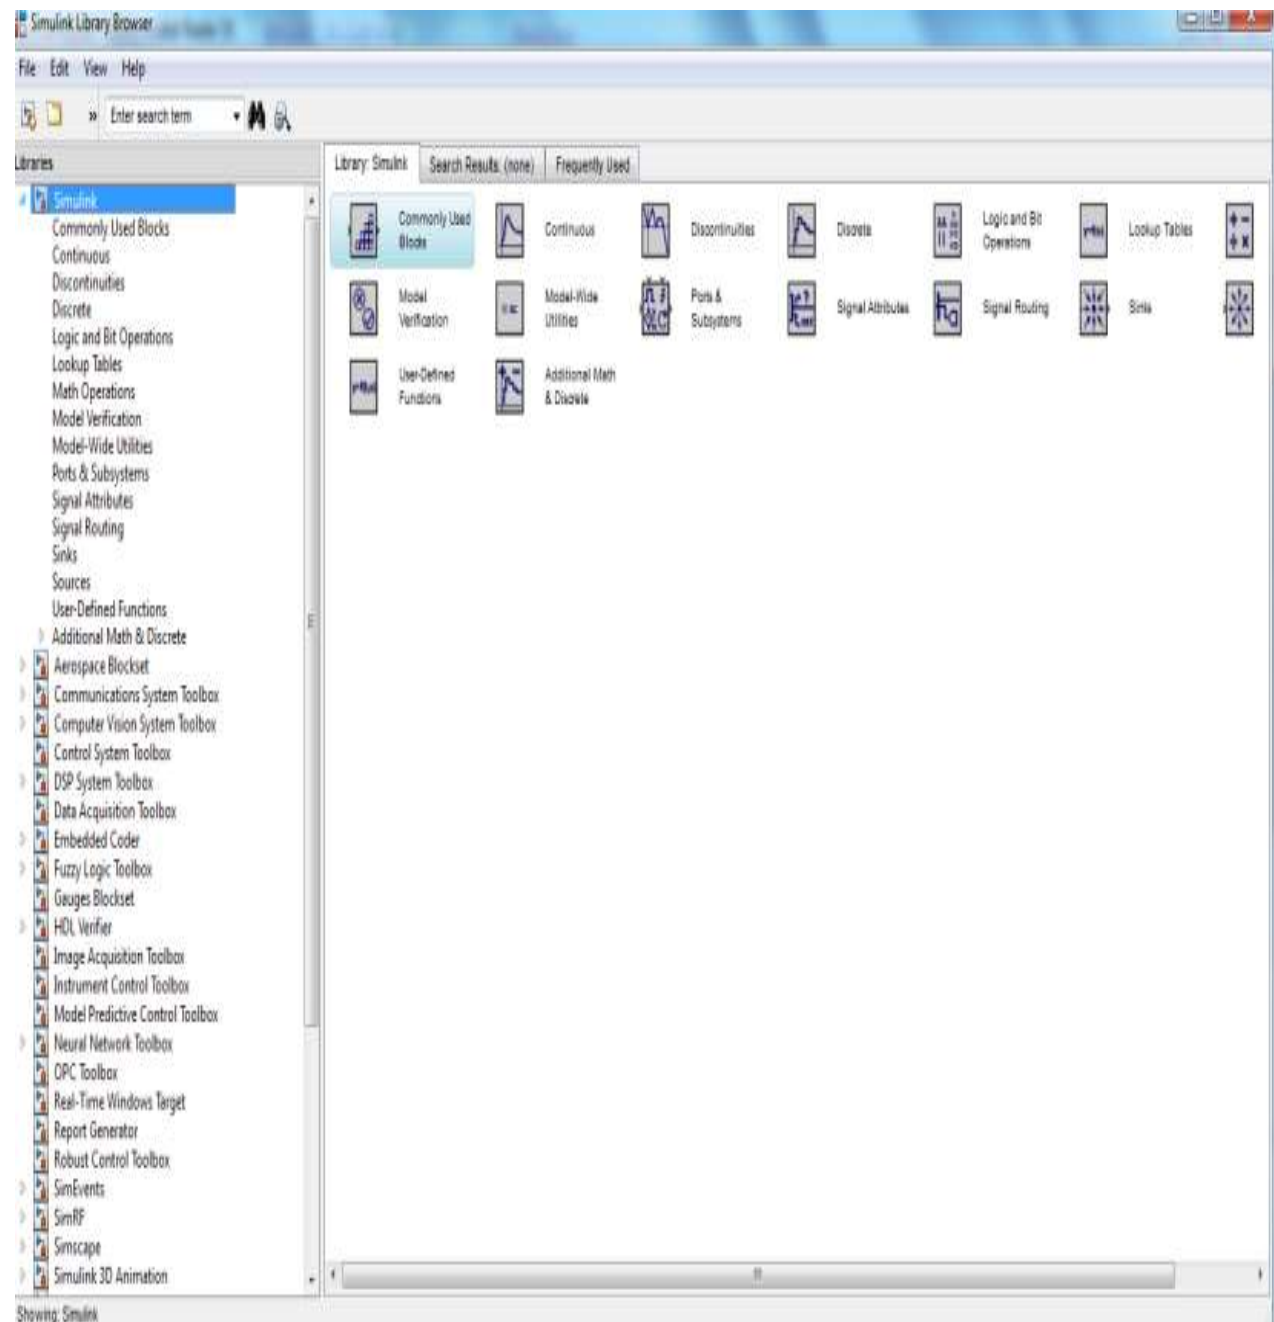 Simulink Library Browser
File Edit View Help
» Enter search term
Libraries
Library: Simulink Search Results: (none) Frequently Used
Simulink
Commonly Used Blocks
Continuous
Discontinuities
Discrete
Logic and Bit Operations
Lookup Tables
Math Operations
Model Verification
Model-Wide Utilities
Ports & Subsystems
Signal Attributes
Signal Routing
Sinks
Sources
User-Defined Functions
Additional Math & Discrete
Aerospace Blockset
Communications System Toolbox
Computer Vision System Toolbox
Control System Toolbox
DSP System Toolbox
Data Acquisition Toolbox
Embedded Coder
Fuzzy Logic Toolbox
Gauges Blockset
HDL Verifier
Image Acquisition Toolbox
Instrument Control Toolbox
Model Predictive Control Toolbox
Neural Network Toolbox
OPC Toolbox
Real-Time Windows Target
Report Generator
Robust Control Toolbox
SimEvents
SimRF
Simscape
Simulink 3D Animation
Commonly Used
Blocks
Continuous
Discontinuities
Discrete
Logic and Bit
Operations
Lookup Tables
Model
Verification
Model-Wide
Utilities
Ports &
Subsystems
Signal Attributes
Signal Routing
Sinks
User-Defined
Functions
Additional Math
& Discrete
Showing: Simulink